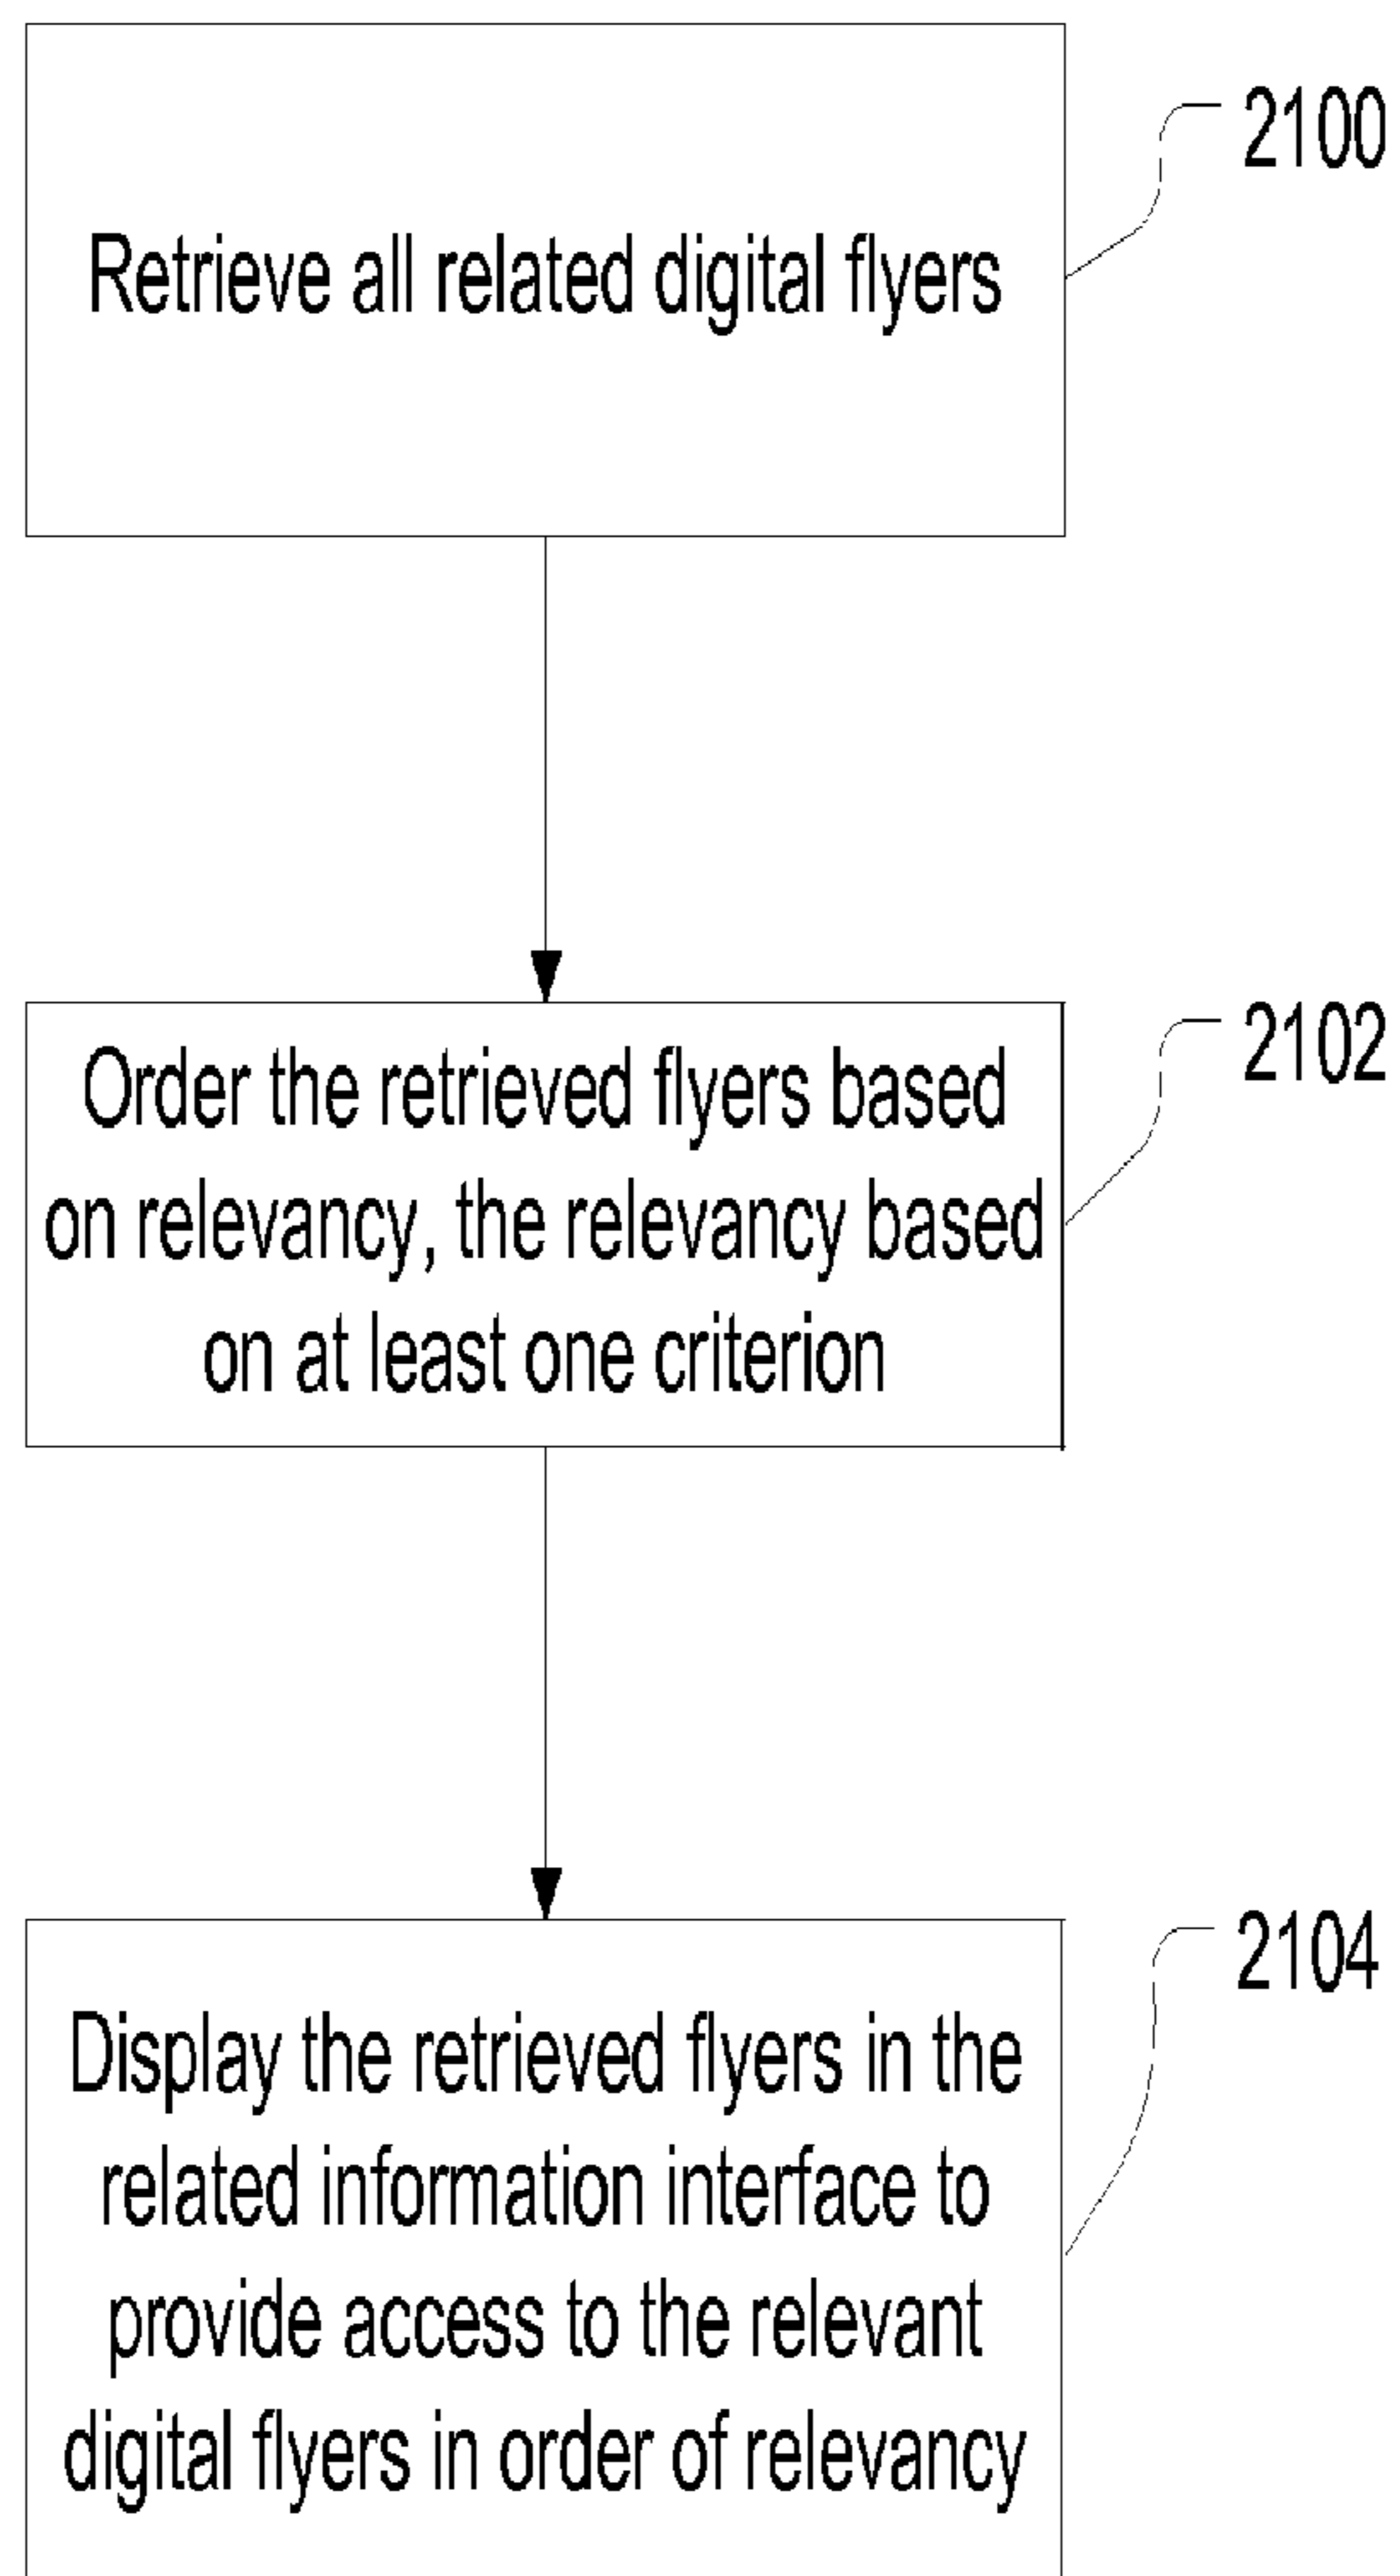 2100
Retrieve all related digital flyers
2102
Order the retrieved flyers based
on relevancy, the relevancy based
on at least one criterion
2104
Display the retrieved flyers in the
related information interface to
provide access to the relevant
digital flyers in order of relevancy